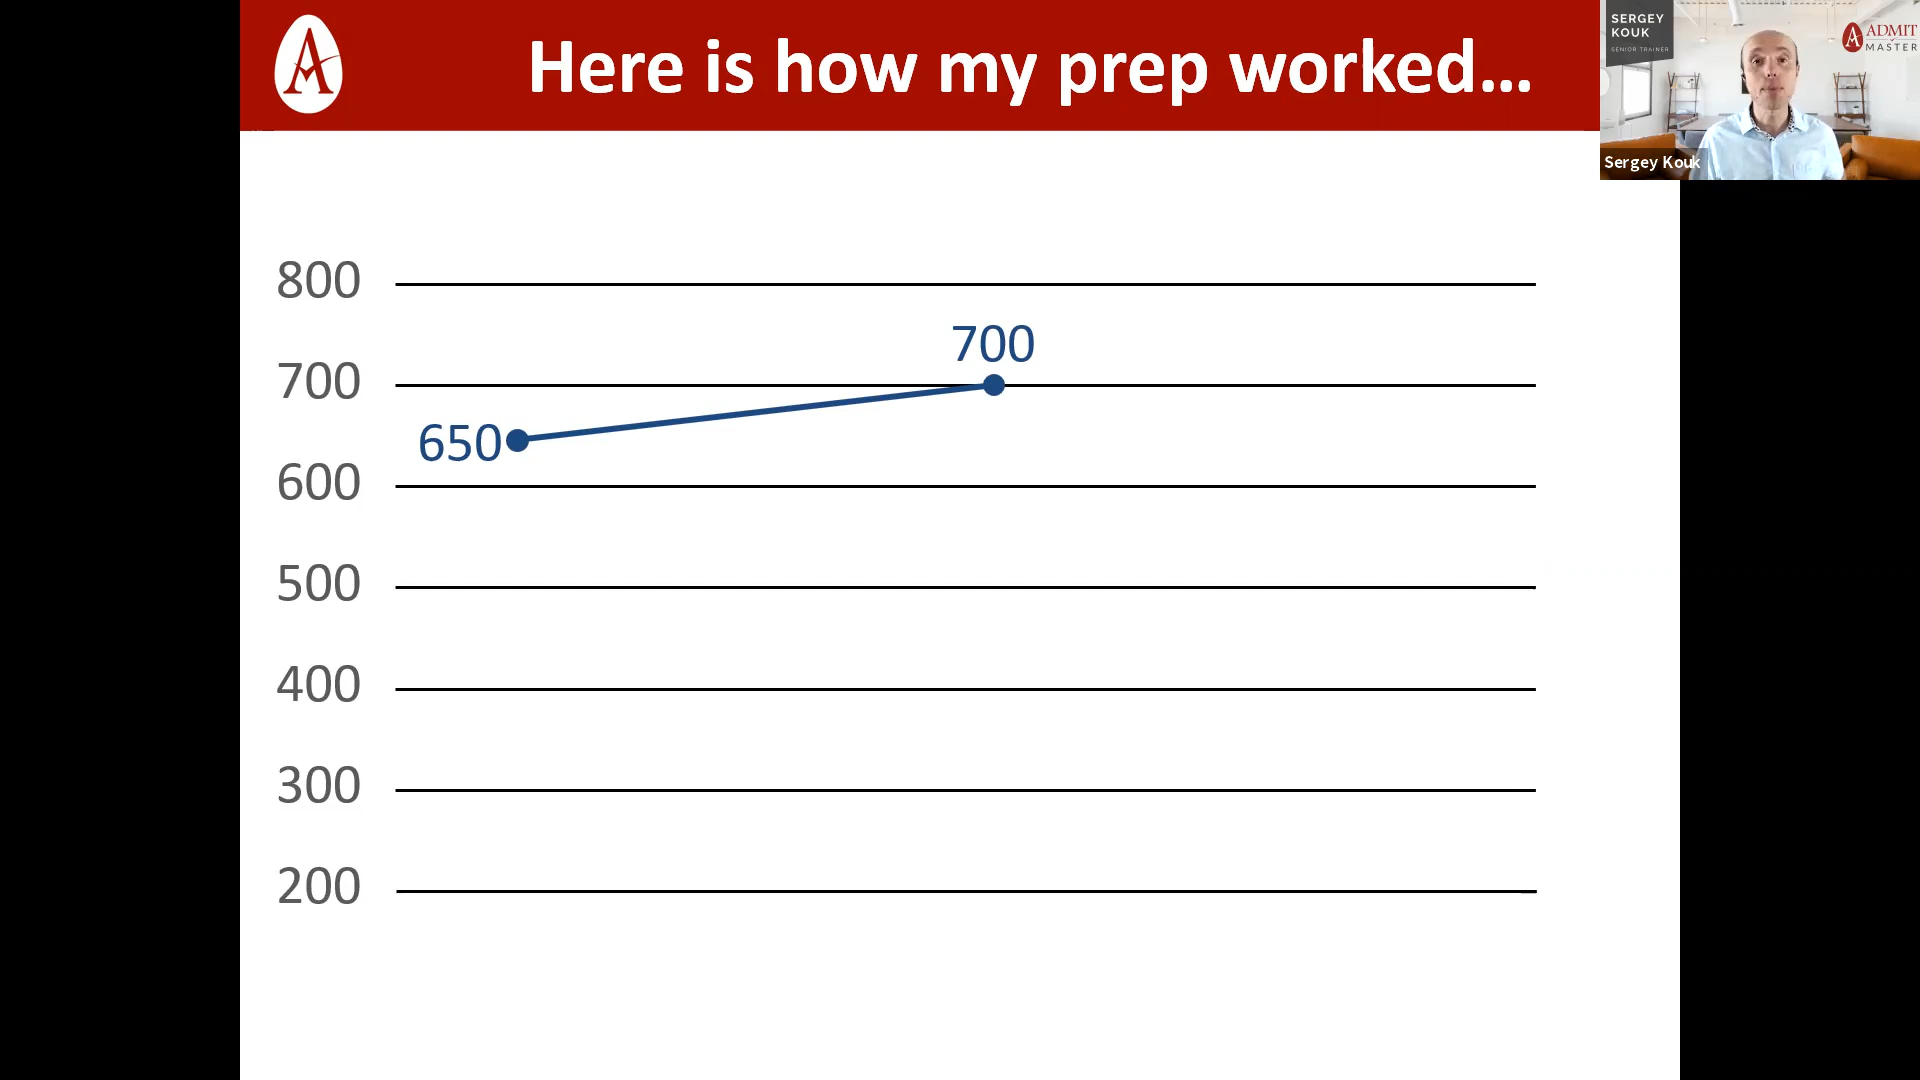 Here is how my prep worked...
SERGEY
KOUK
SENIOR TRAINER
ADMIT
MASTER
Sergey Kouk
800
700
700
650
600
500
400
300
200